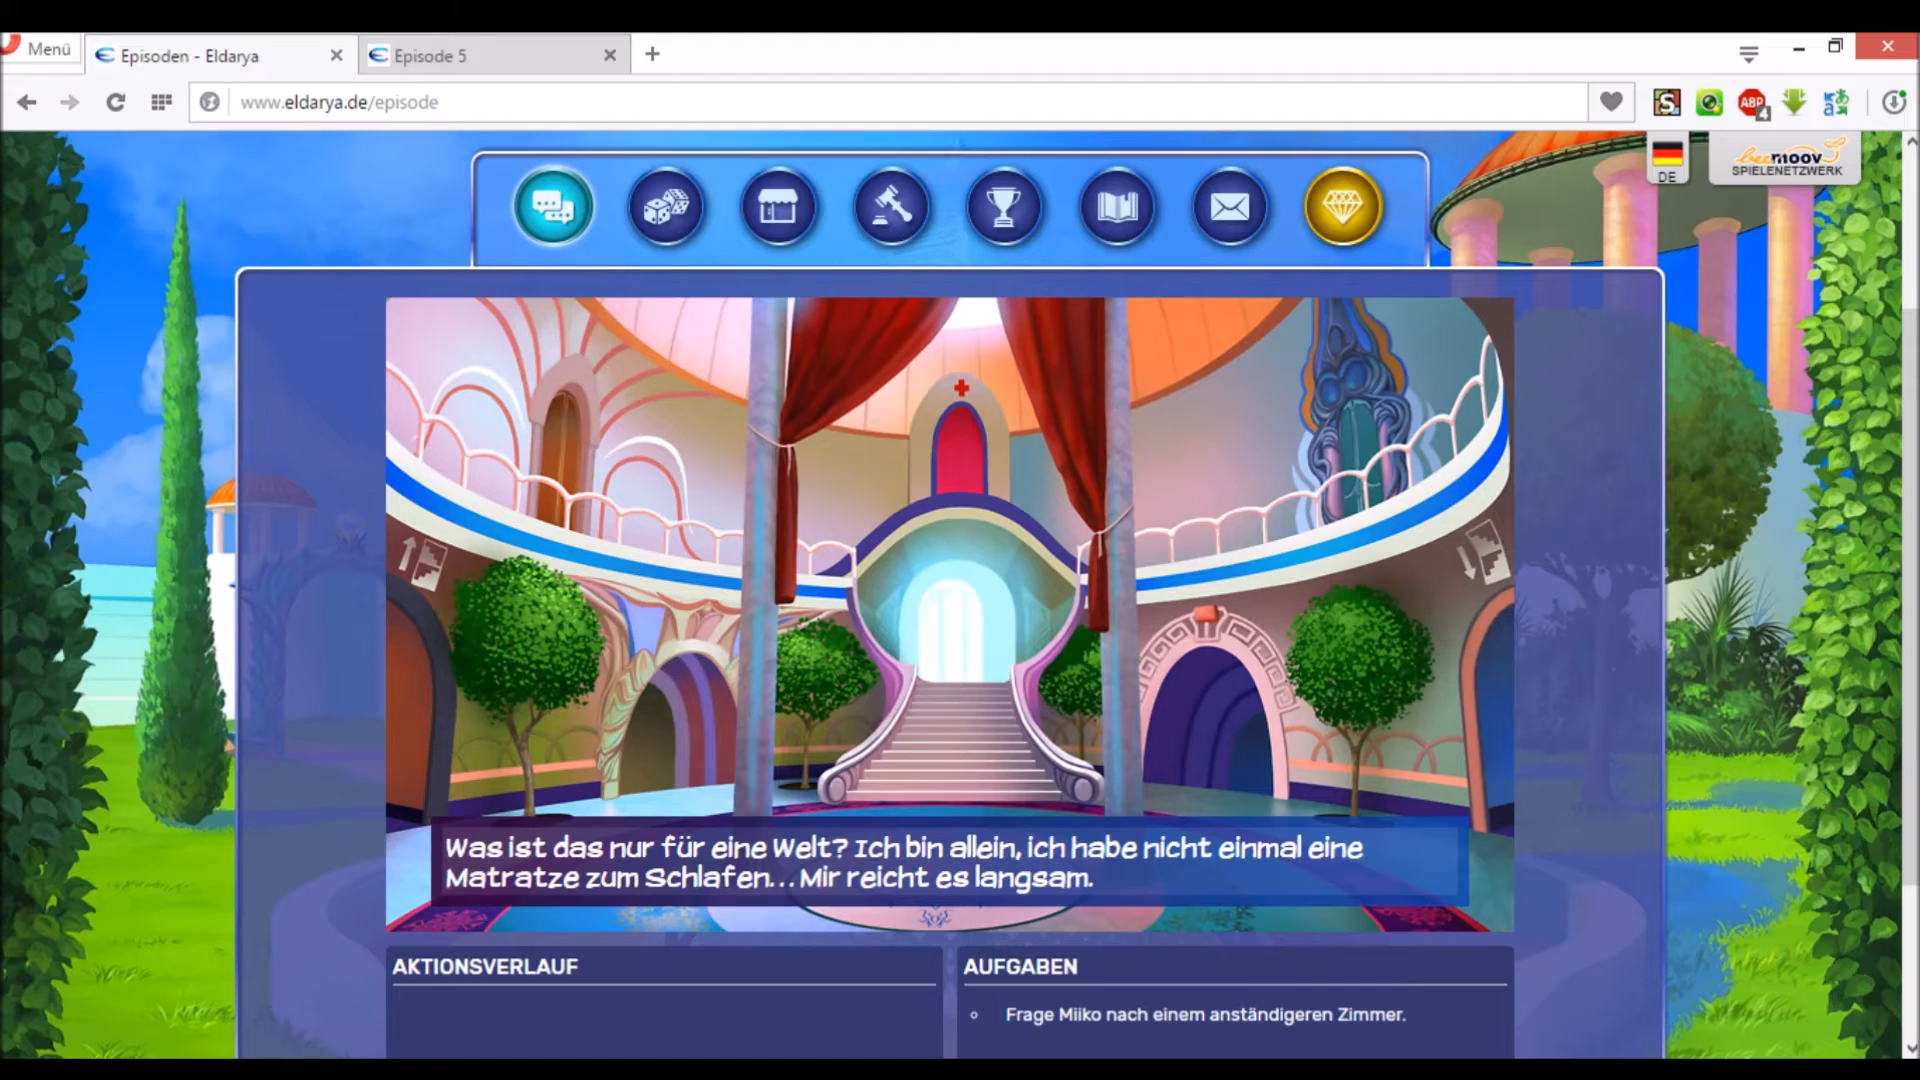 Menü
Episoden - Eldarya
Episode 5
www.eldarya.de/episode
S
ABP
4
DE
beemoov
SPIELENETZWERK
Was ist das nur für eine Welt? Ich bin allein, ich habe nicht einmal eine
Matratze zum Schlafen... Mir reicht es langsam.
AKTIONSVERLAUF
AUFGABEN
Frage Miiko nach einem anständigeren Zimmer.